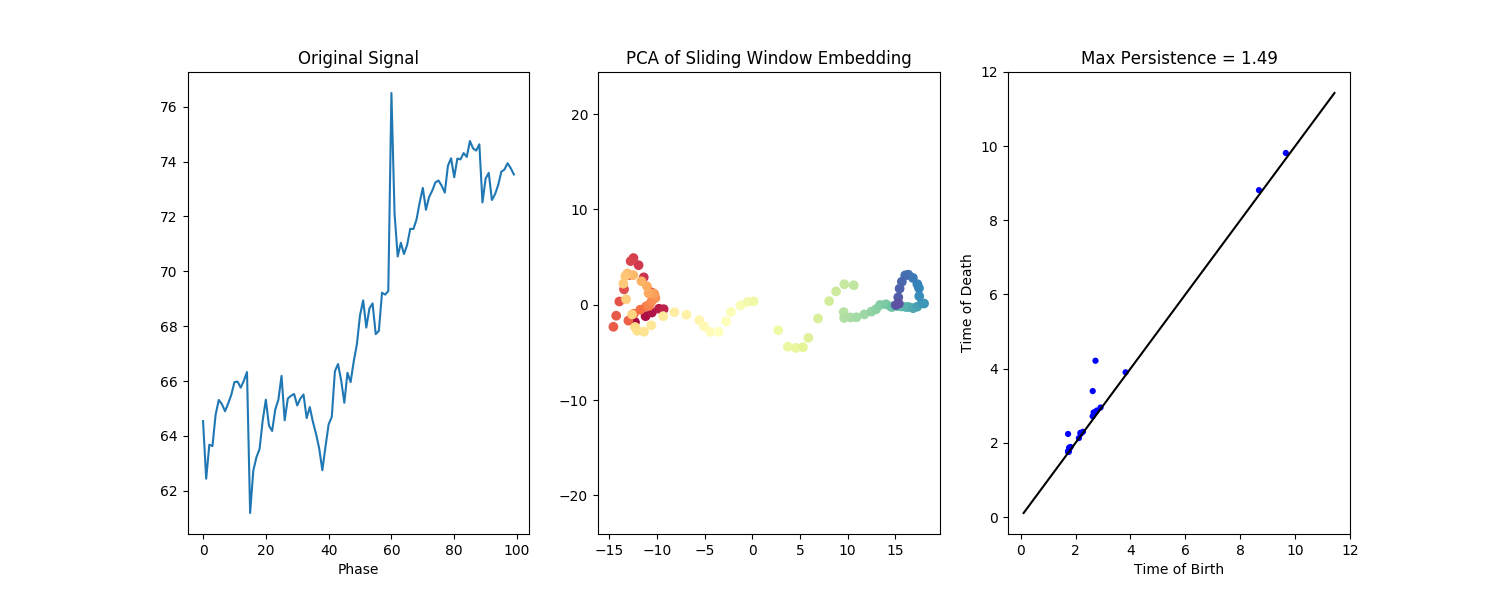 Original Signal
76
74
72
70
68
66
64
62
0 20 40 60 80 100
Phase
PCA of Sliding Window Embedding
20
10
0
−10
−20
−15 −10 −5 0 5 10 15
Max Persistence = 1.49
Time of Death
12
10
8
6
4
2
0
0 2 4 6 8 10 12
Time of Birth